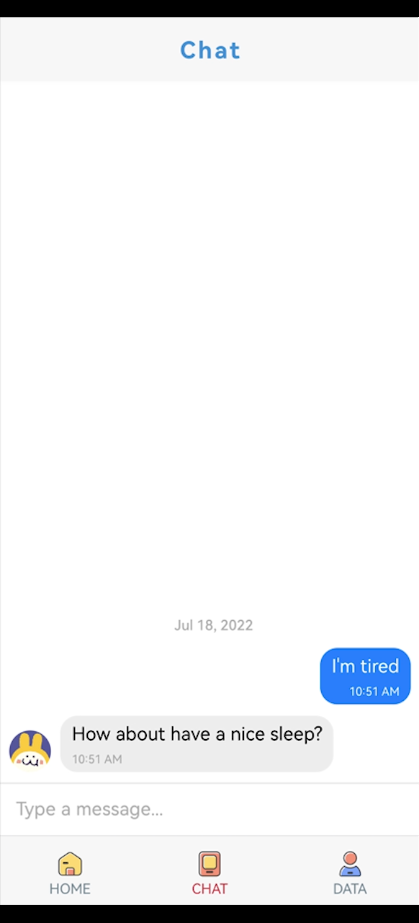 Chat
Jul 18, 2022
I'm tired
10:51 AM
How about have a nice sleep?
10:51 AM
Type a message...
HOME CHAT DATA